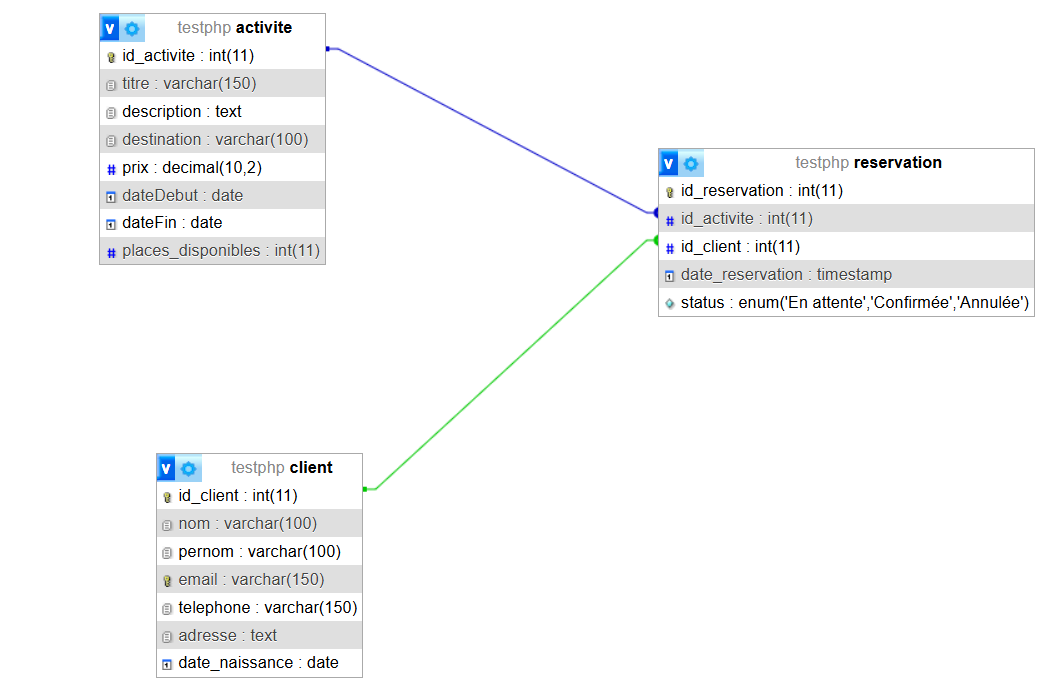 v testphp activite
id_activite : int(11)
titre : varchar(150)
description : text
destination : varchar(100)
# prix : decimal(10,2)
dateDebut : date
dateFin : date
# places_disponibles : int(11)
v testphp reservation
id_reservation : int(11)
# id_activite : int(11)
# id_client : int(11)
date_reservation : timestamp
status : enum('En attente','Confirmée','Annulée')
v testphp client
id_client : int(11)
nom : varchar(100)
pernom : varchar(100)
email : varchar(150)
telephone : varchar(150)
adresse : text
date_naissance : date